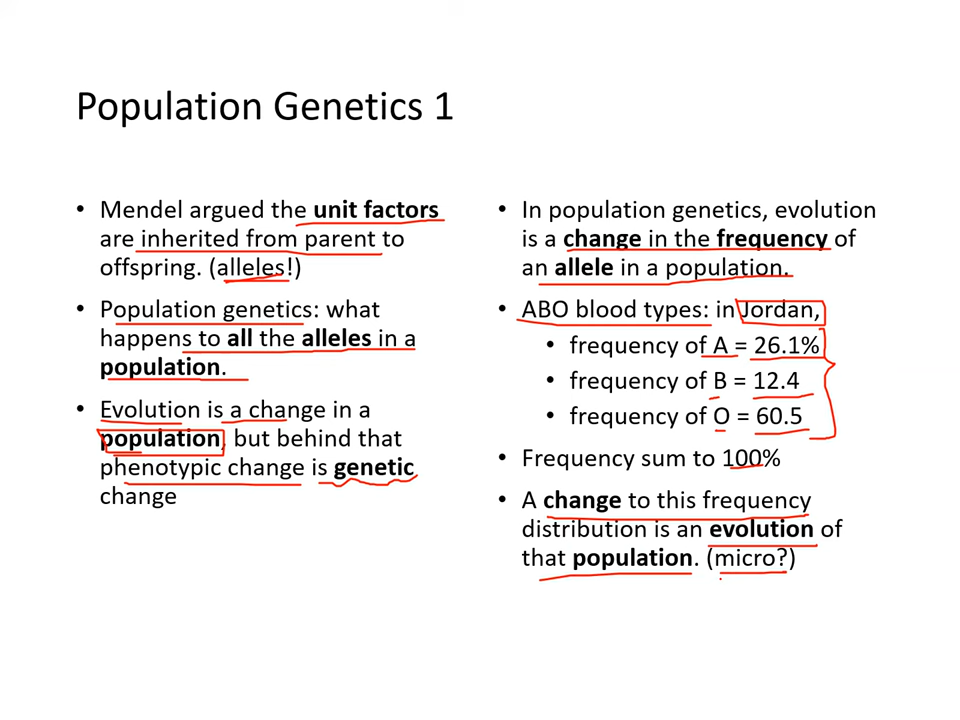 Population Genetics 1
• Mendel argued the unit factors
are inherited from parent to
offspring. (alleles!)
• Population genetics: what
happens to all the alleles in a
population.
• Evolution is a change in a
population, but behind that
phenotypic change is genetic
change
• In population genetics, evolution
is a change in the frequency of
an allele in a population.
• ABO blood types: in Jordan,
• frequency of A = 26.1%
• frequency of B = 12.4
• frequency of O = 60.5
• Frequency sum to 100%
• A change to this frequency
distribution is an evolution of
that population. (micro?)